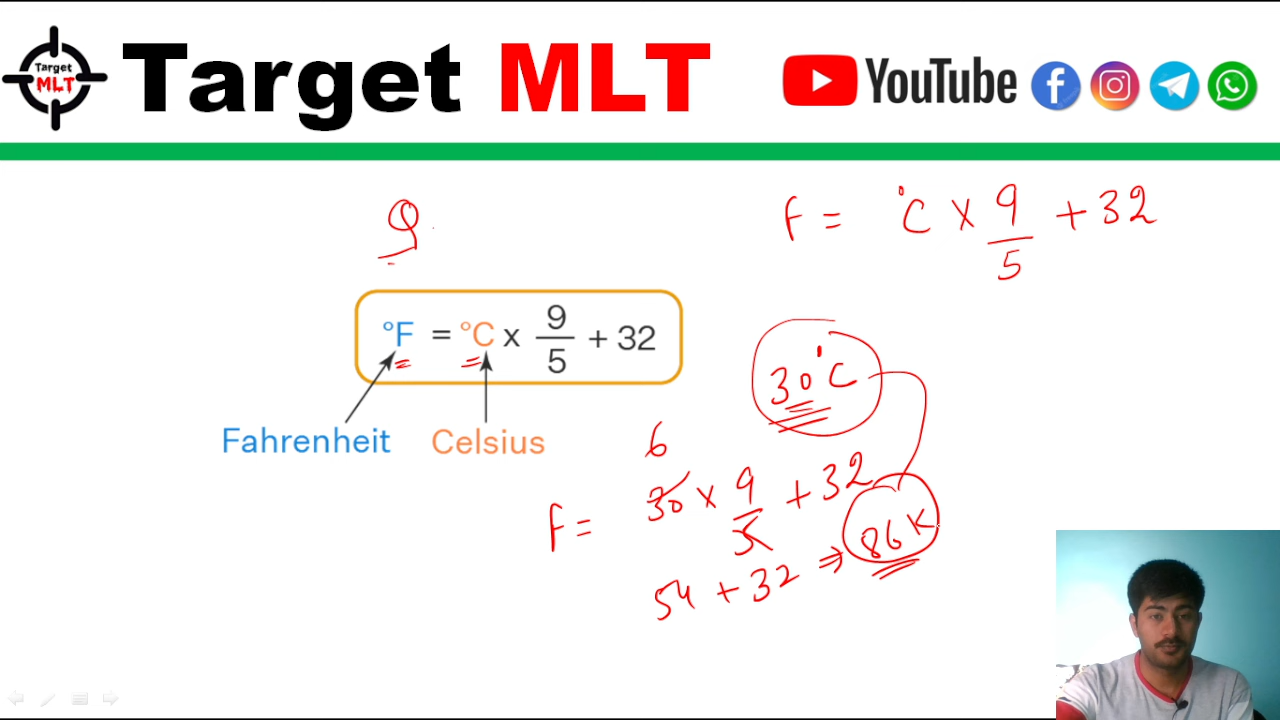 Target MLT
Target MLT YouTube
Q
F = °C × 9/5 + 32
°F = °C x 9/5 + 32
Fahrenheit Celsius
30°C
6
F = 30 × 9/5 + 32
54 + 32 ⇒ 86K